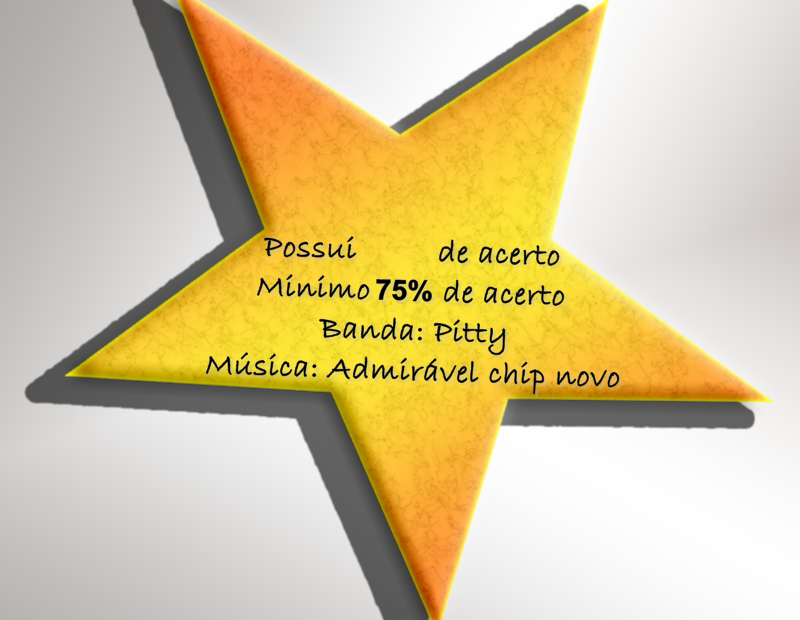 Possui de acerto
Mínimo 75% de acerto
Banda: Pitty
Música: Admirável chip novo